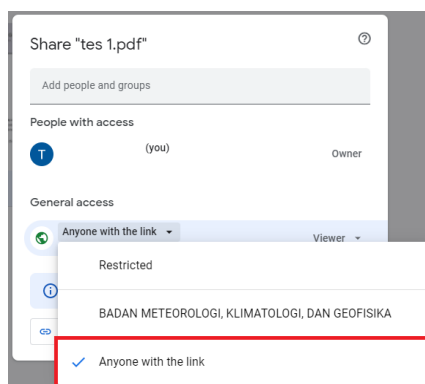 Share "tes 1.pdf"
Add people and groups
People with access
T
(you)
Owner
General access
Anyone with the link
Viewer
Restricted
BADAN METEOROLOGI, KLIMATOLOGI, DAN GEOFISIKA
Anyone with the link